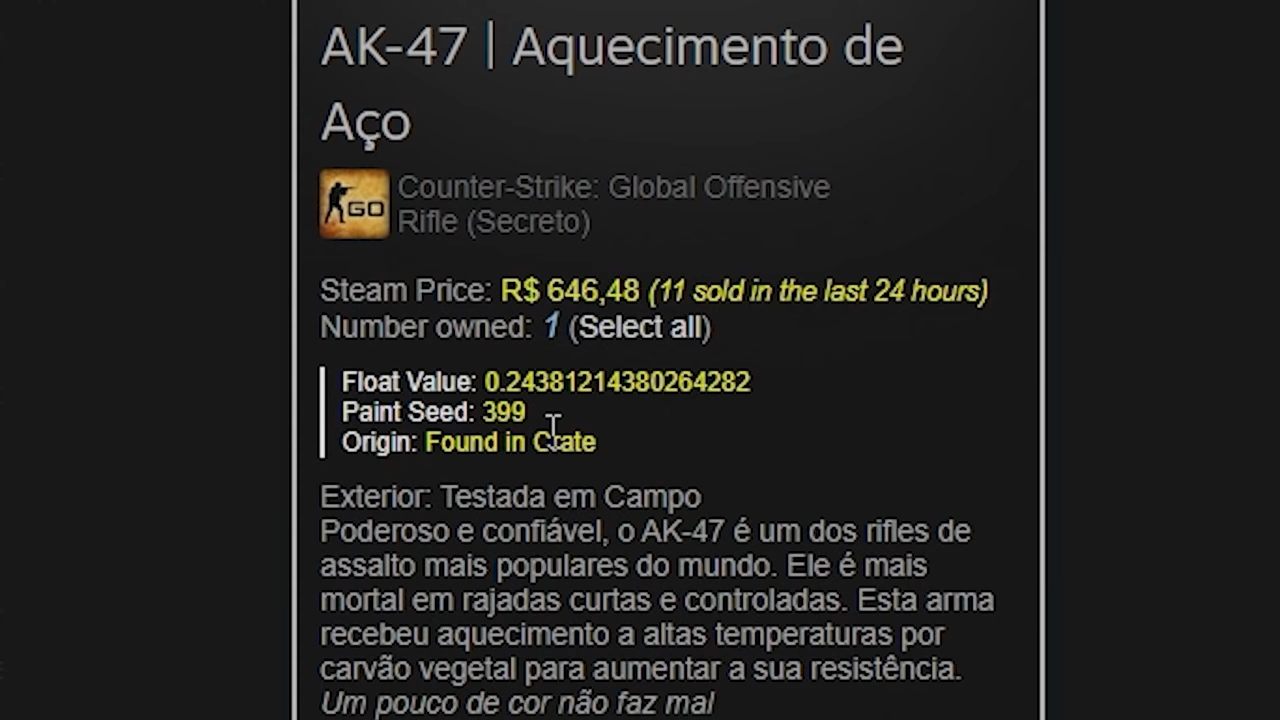 AK-47 | Aquecimento de
Aço
GO
Counter-Strike: Global Offensive
Rifle (Secreto)
Steam Price: R$ 646,48 (11 sold in the last 24 hours)
Number owned: 1 (Select all)
Float Value: 0.24381214380264282
Paint Seed: 399
Origin: Found in Crate
Exterior: Testada em Campo
Poderoso e confiável, o AK-47 é um dos rifles de
assalto mais populares do mundo. Ele é mais
mortal em rajadas curtas e controladas. Esta arma
recebeu aquecimento a altas temperaturas por
carvão vegetal para aumentar a sua resistência.
Um pouco de cor não faz mal